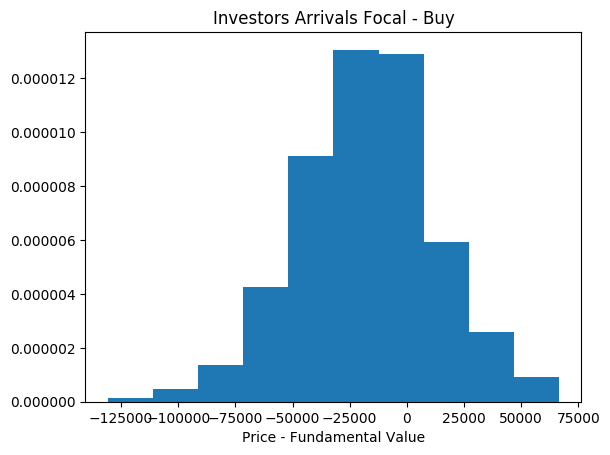 Investors Arrivals Focal - Buy
0.000012
0.000010
0.000008
0.000006
0.000004
0.000002
0.000000
−125000 −100000 −75000 −50000 −25000 0 25000 50000 75000
Price - Fundamental Value